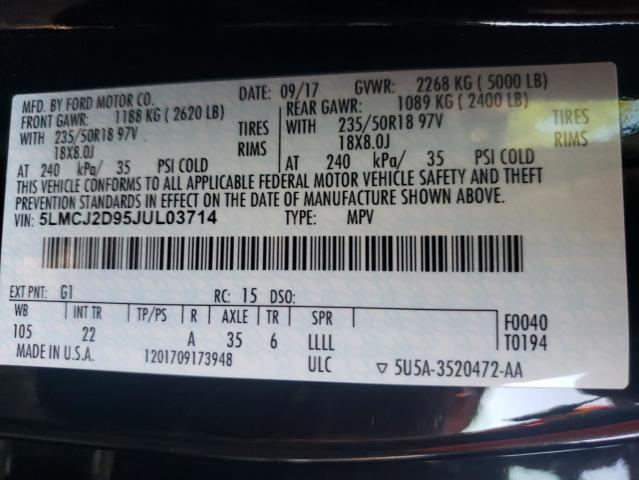 MFD. BY FORD MOTOR CO. DATE: 09/17 GVWR: 2268 KG ( 5000 LB)
FRONT GAWR: 1188 KG ( 2620 LB) REAR GAWR: 1089 KG ( 2400 LB)
WITH 235/50R18 97V TIRES WITH 235/50R18 97V TIRES
18X8.0J RIMS 18X8.0J RIMS
AT 240 kPa/ 35 PSI COLD AT 240 kPa/ 35 PSI COLD
THIS VEHICLE CONFORMS TO ALL APPLICABLE FEDERAL MOTOR VEHICLE SAFETY AND THEFT
PREVENTION STANDARDS IN EFFECT ON THE DATE OF MANUFACTURE SHOWN ABOVE.
VIN: 5LMCJ2D95JUL03714 TYPE: MPV
EXT PNT: G1 RC: 15 DSO:
WB INT TR TP/PS R AXLE TR SPR F0040
105 22 A 35 6 LLLL T0194
MADE IN U.S.A. 1201709173948 ULC ▽ 5U5A-3520472-AA